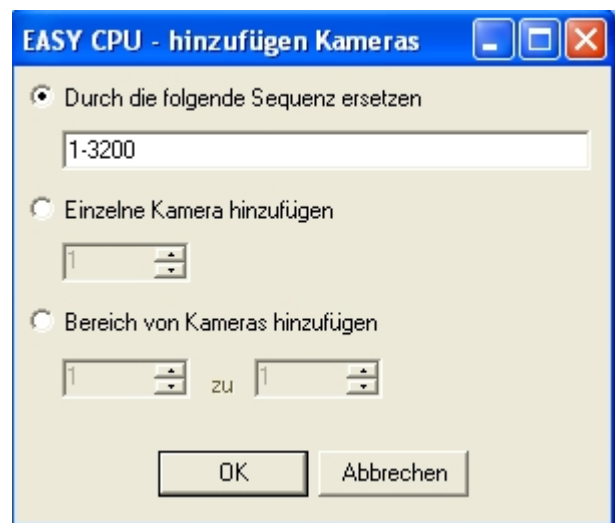 EASY CPU - hinzufügen Kameras
Durch die folgende Sequenz ersetzen
1-3200
Einzelne Kamera hinzufügen
1
Bereich von Kameras hinzufügen
1 zu 1
OK Abbrechen